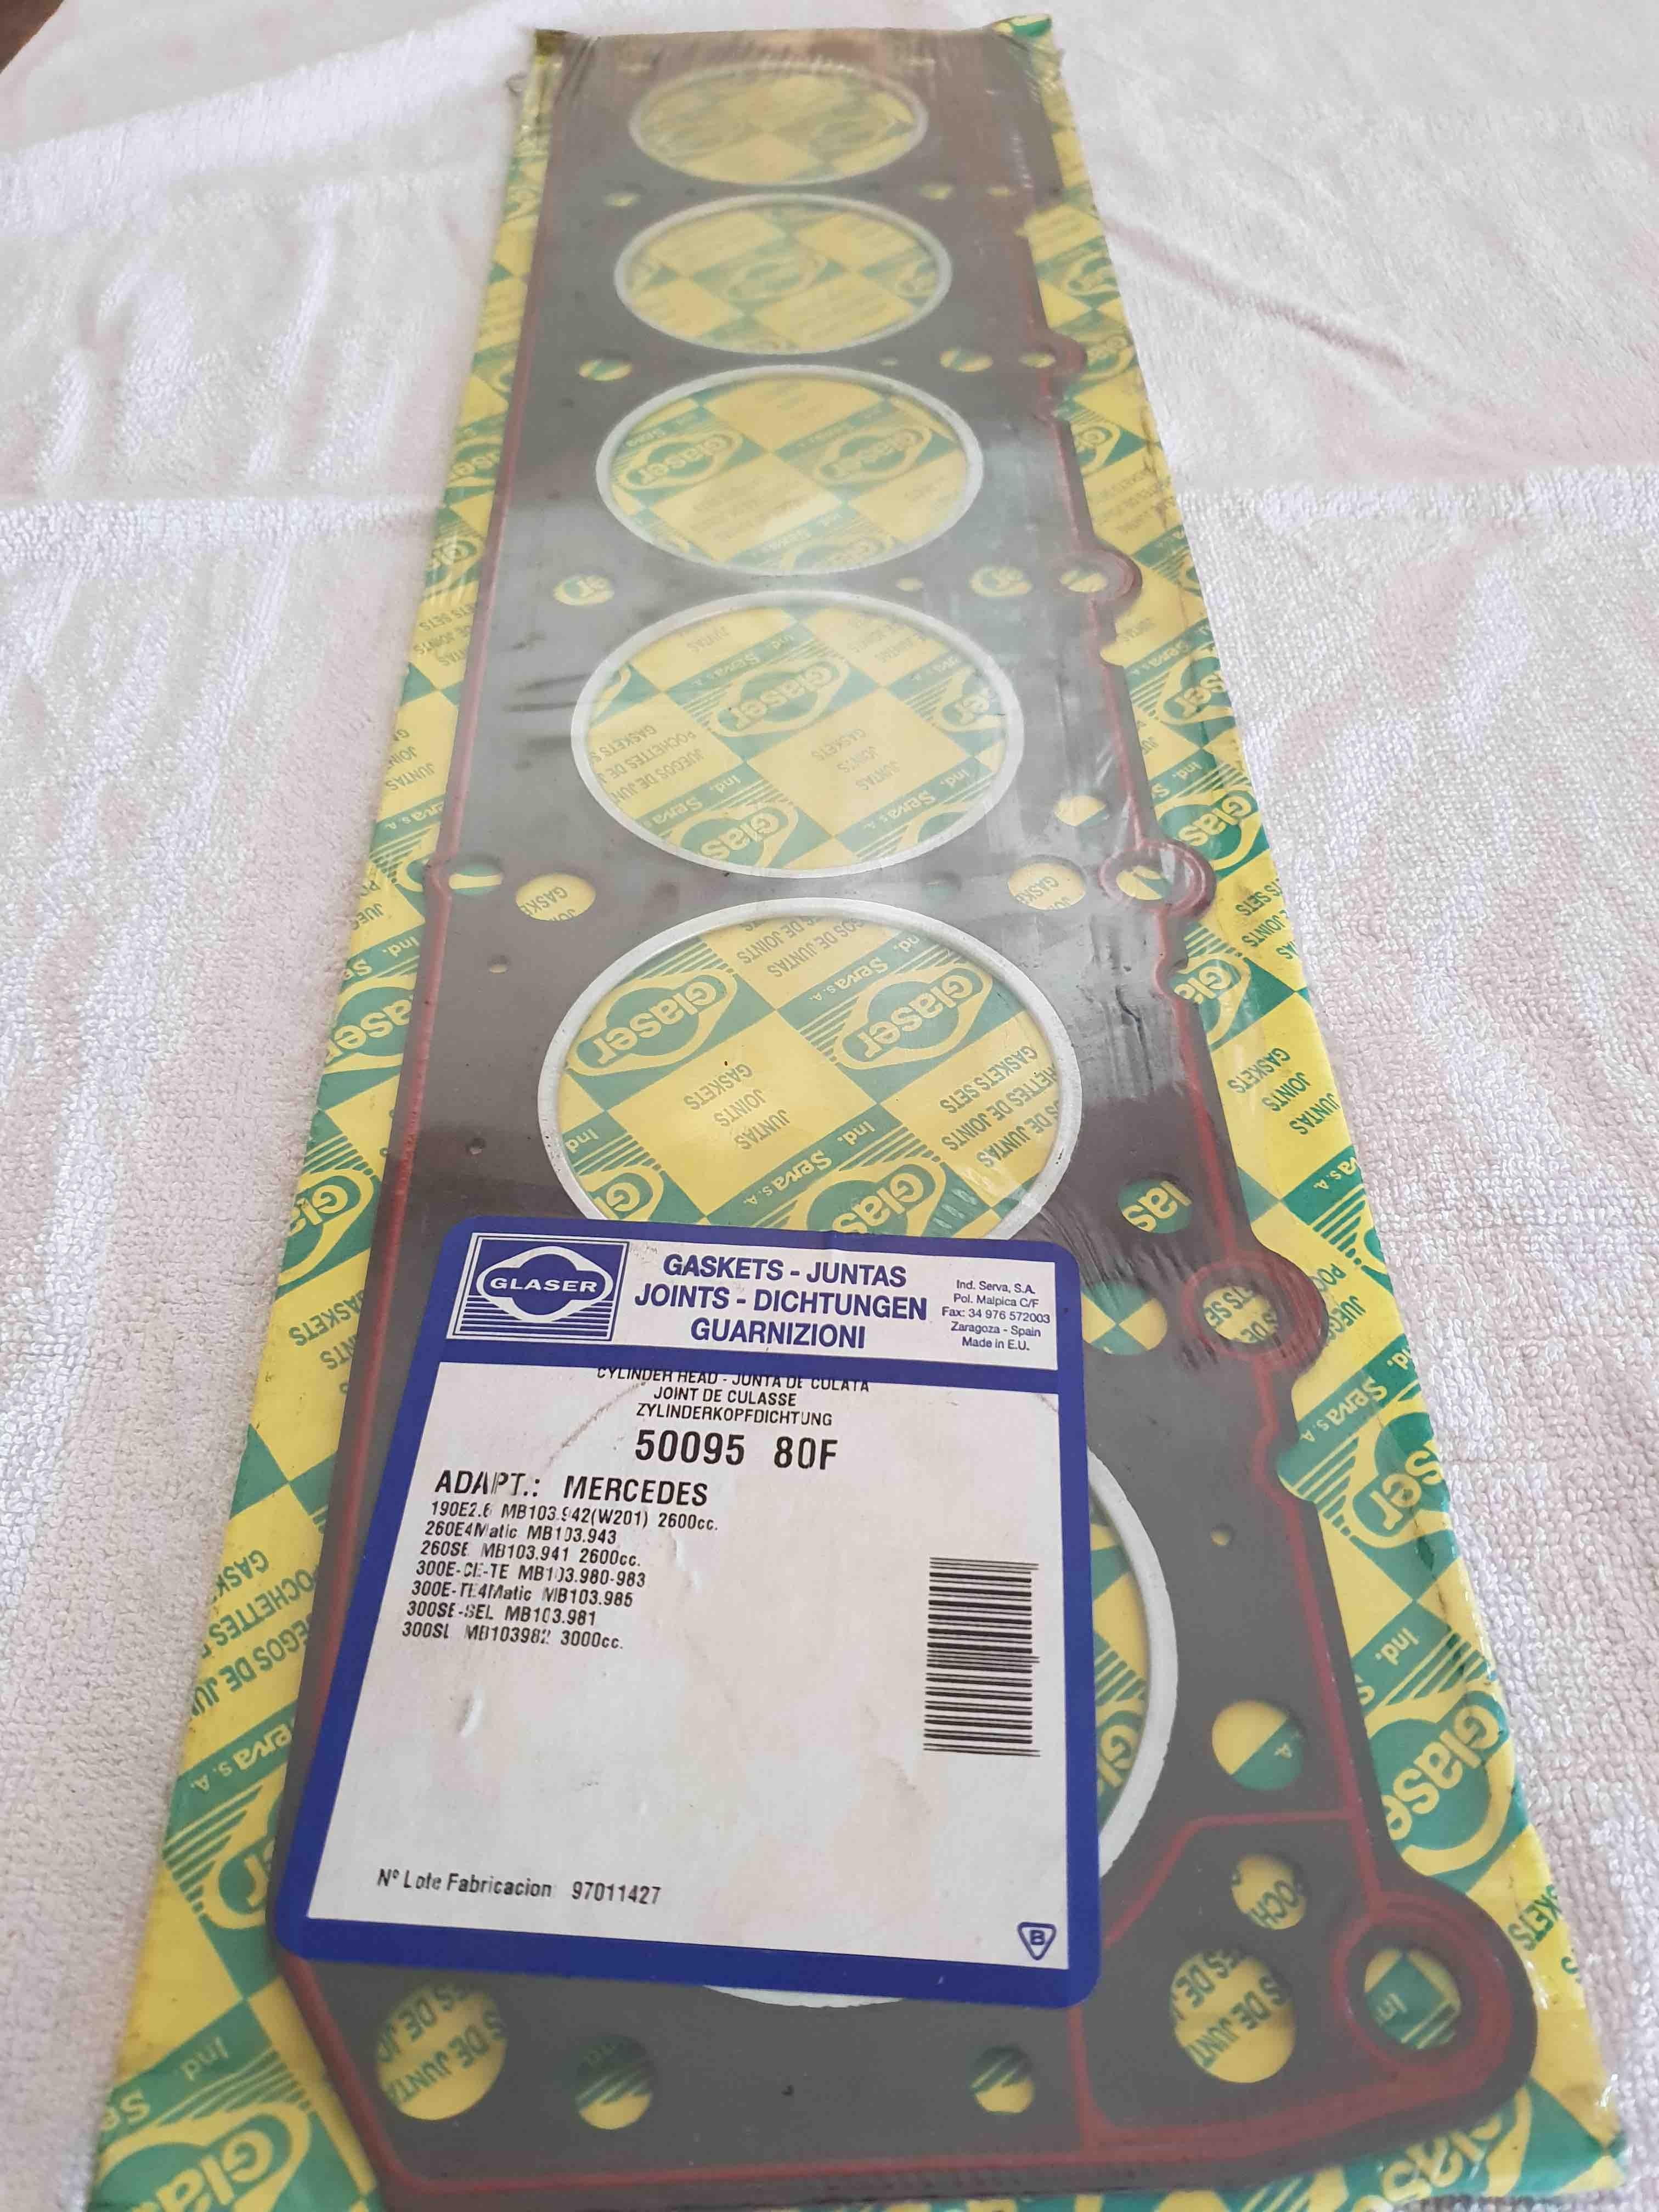 GLASER
GASKETS - JUNTAS
JOINTS - DICHTUNGEN
GUARNIZIONI
Ind. Serva, S.A.
Pol. Malpica C/F
Fax: 34 976 572003
Zaragoza - Spain
Made in E.U.
CYLINDER HEAD - JUNTA DE CULATA
JOINT DE CULASSE
ZYLINDERKOPFDICHTUNG
50095 80F
ADAPT.: MERCEDES
190E2.6 MB103.942(W201) 2600cc.
260E4Matic MB103.943
260SE MB103.941 2600cc.
300E-CE-TE MB103.980-983
300E-TE4Matic MB103.985
300SE-SEL MB103.981
300SL MB103982 3000cc.
Nº Lote Fabricacion 97011427
B
Glaser
Ind. Serva s.A.
JUNTAS
JOINTS
GASKETS
JUEGOS DE JUNTAS
POCHETTES DE JOINTS
GASKETS SETS